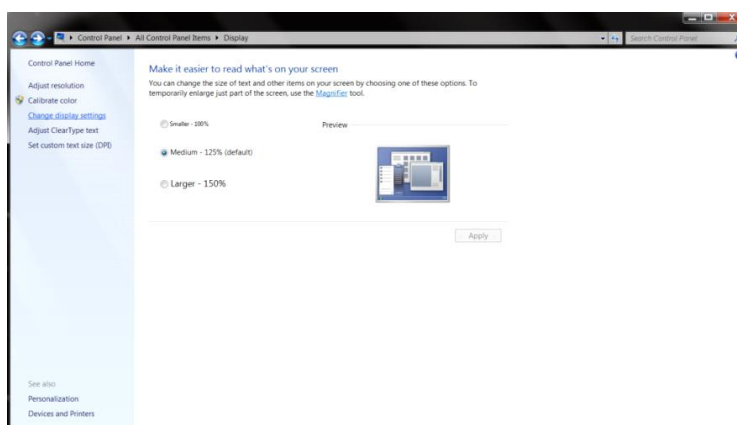 Control Panel ▸ All Control Panel Items ▸ Display
Search Control Panel
Control Panel Home
Adjust resolution
Calibrate color
Change display settings
Adjust ClearType text
Set custom text size (DPI)
Make it easier to read what's on your screen
You can change the size of text and other items on your screen by choosing one of these options. To
temporarily enlarge just part of the screen, use the Magnifier tool.
Smaller - 100%
Preview
Medium - 125% (default)
Larger - 150%
Apply
See also
Personalization
Devices and Printers